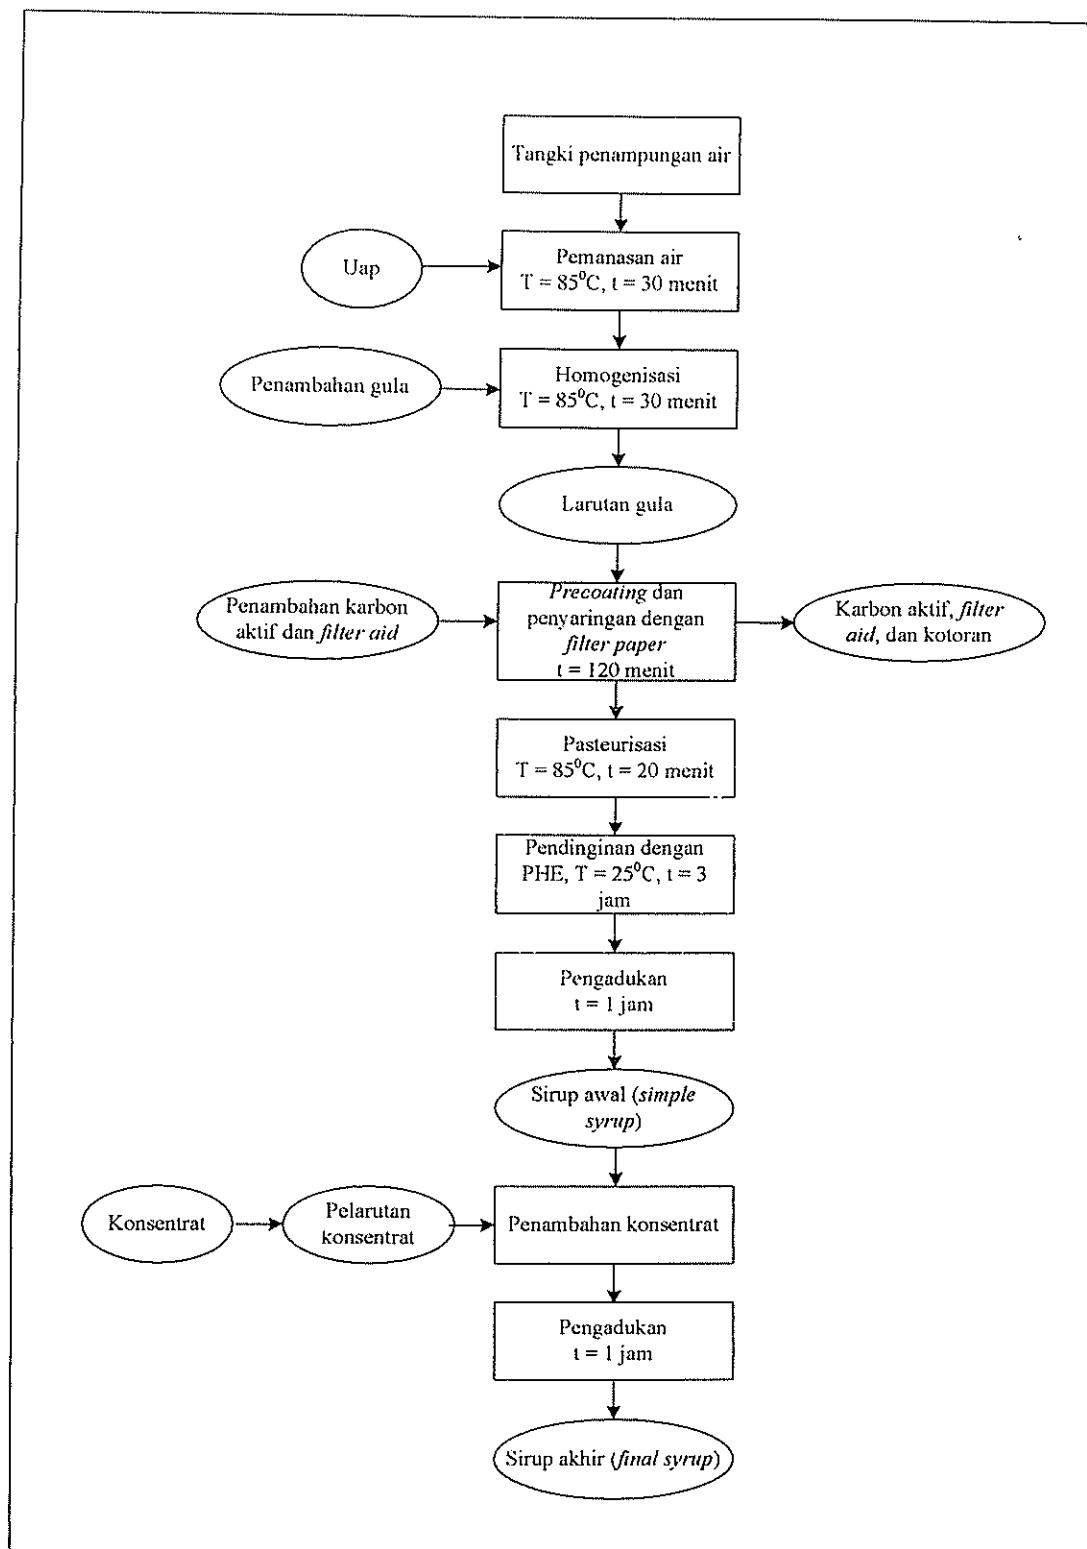 Tangki penampungan air
Uap
Pemanasan air
T = 85⁰C, t = 30 menit
Penambahan gula
Homogenisasi
T = 85⁰C, t = 30 menit
Larutan gula
Penambahan karbon
aktif dan filter aid
Precoating dan
penyaringan dengan
filter paper
t = 120 menit
Karbon aktif, filter
aid, dan kotoran
Pasteurisasi
T = 85⁰C, t = 20 menit
Pendinginan dengan
PHE, T = 25⁰C, t = 3
jam
Pengadukan
t = 1 jam
Sirup awal (simple
syrup)
Konsentrat
Pelarutan
konsentrat
Penambahan konsentrat
Pengadukan
t = 1 jam
Sirup akhir (final syrup)